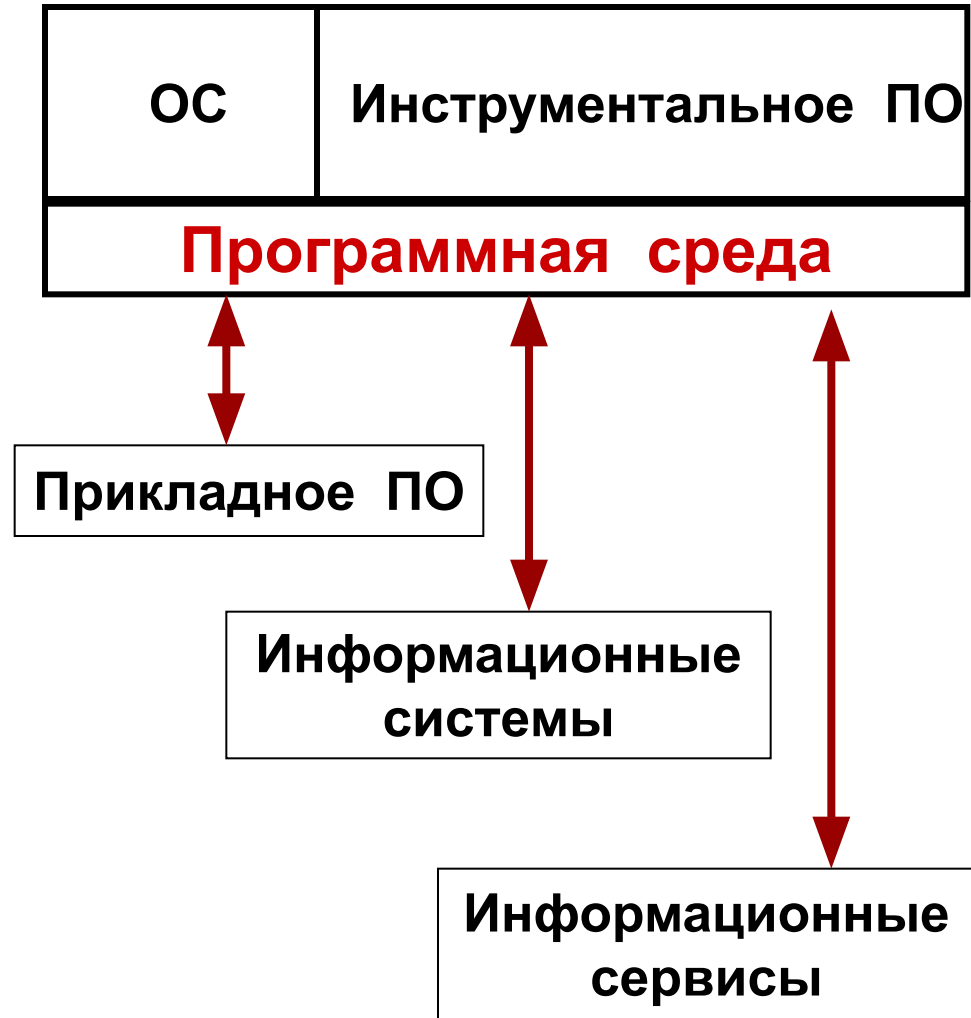 ОС
Инструментальное ПО
Программная среда
Прикладное ПО
Информационные
системы
Информационные
сервисы